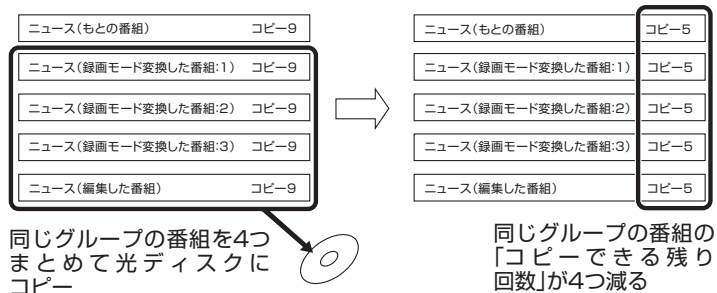 ニュース(もとの番組) コピー9
ニュース(録画モード変換した番組:1) コピー9
ニュース(録画モード変換した番組:2) コピー9
ニュース(録画モード変換した番組:3) コピー9
ニュース(編集した番組) コピー9
同じグループの番組を4つ
まとめて光ディスクに
コピー
ニュース(もとの番組) コピー5
ニュース(録画モード変換した番組:1) コピー5
ニュース(録画モード変換した番組:2) コピー5
ニュース(録画モード変換した番組:3) コピー5
ニュース(編集した番組) コピー5
同じグループの番組の
「コピーできる残り
回数」が4つ減る